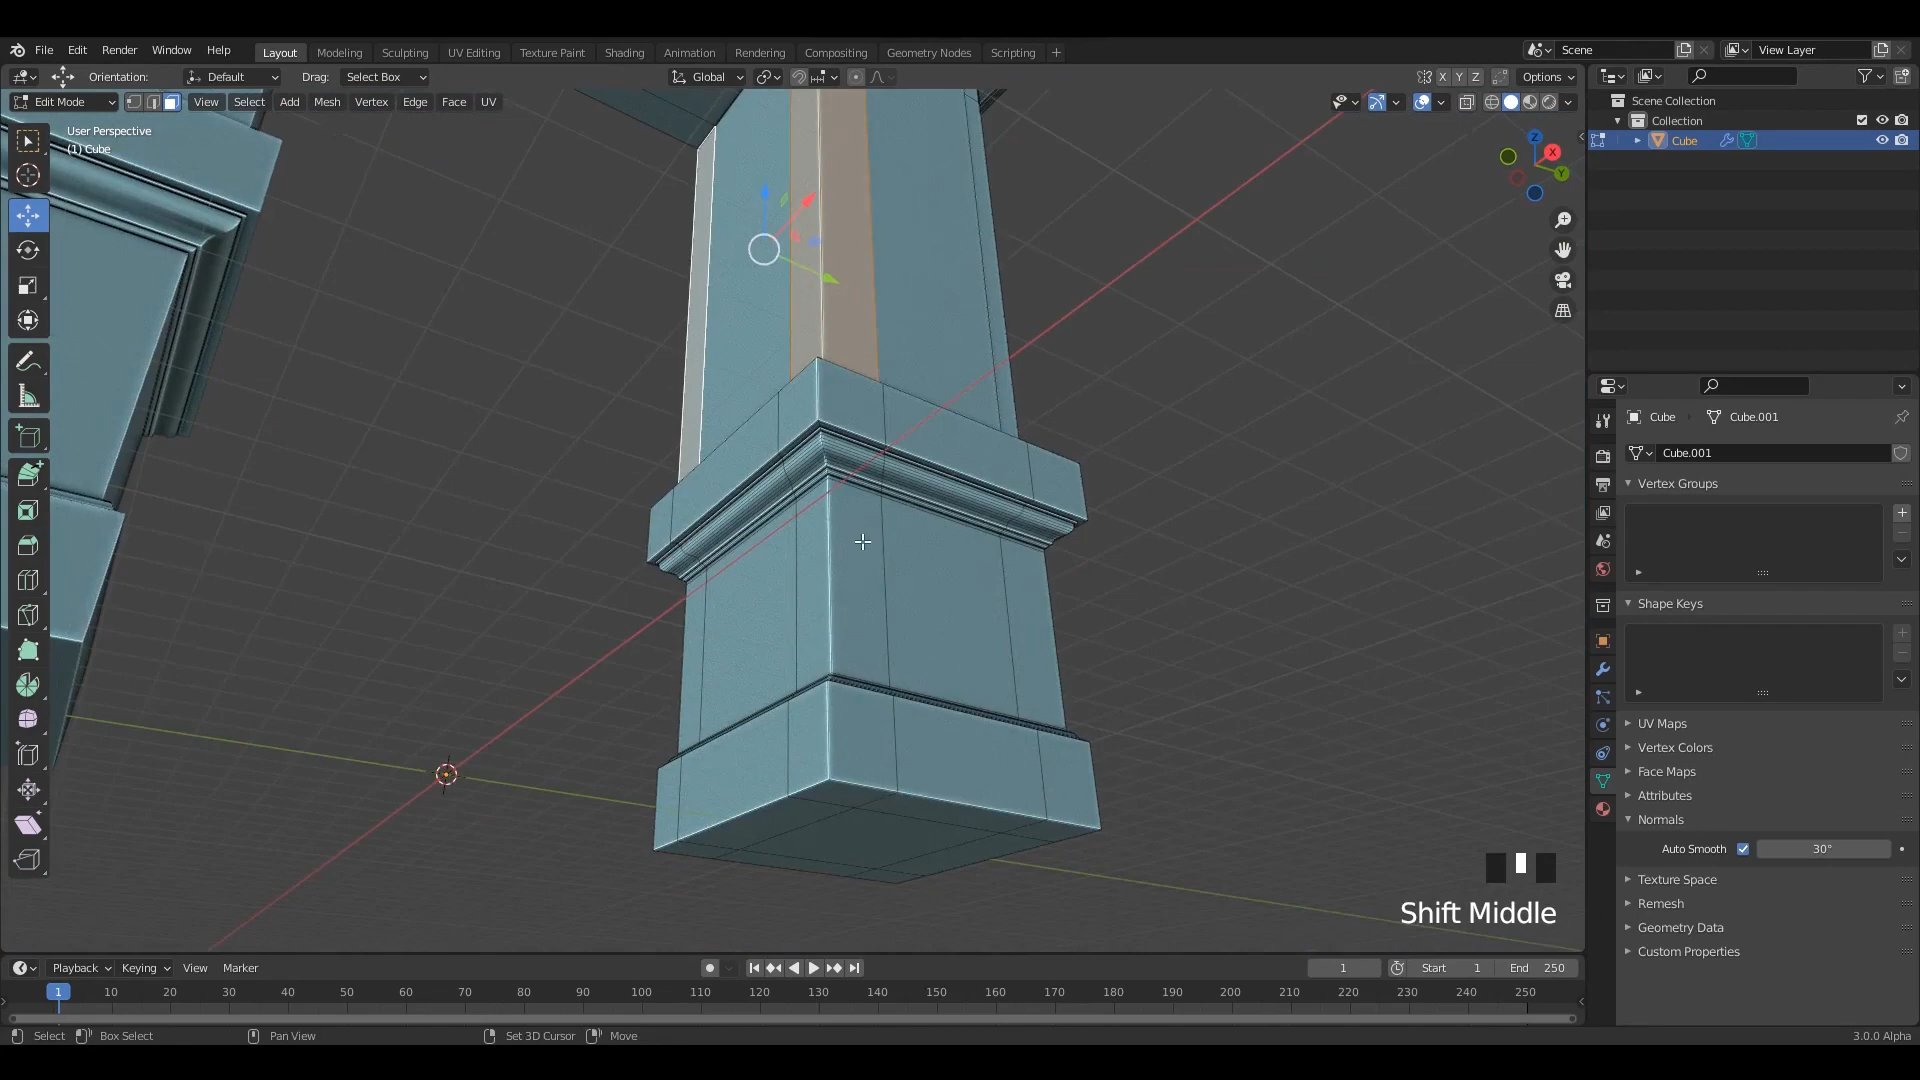 File Edit Render Window Help Layout Modeling Sculpting UV Editing Texture Paint Shading Animation Rendering Compositing Geometry Nodes Scripting + Scene View Layer
Orientation: Default Drag: Select Box Global X Y Z Options
Edit Mode View Select Add Mesh Vertex Edge Face UV
User Perspective
(1) Cube
Z
X
Y
Scene Collection
Collection
Cube
Cube Cube.001
Cube.001
Vertex Groups
Shape Keys
UV Maps
Vertex Colors
Face Maps
Attributes
Normals
Auto Smooth 30°
Texture Space
Remesh
Geometry Data
Custom Properties
Shift Middle
Playback Keying View Marker 1 Start 1 End 250
1 10 20 30 40 50 60 70 80 90 100 110 120 130 140 150 160 170 180 190 200 210 220 230 240 250
Select Box Select Pan View Set 3D Cursor Move 3.0.0 Alpha